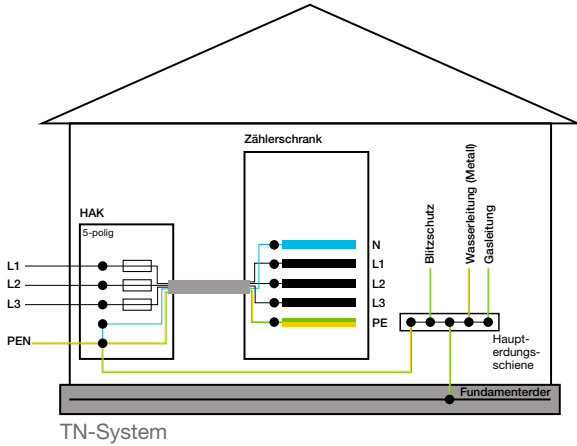 Zählerschrank
HAK
5-polig
L1
L2
L3
PEN
N
L1
L2
L3
PE
Blitzschutz
Wasserleitung (Metall)
Gasleitung
Haupt-
erdungs-
schiene
Fundamenterder
TN-System